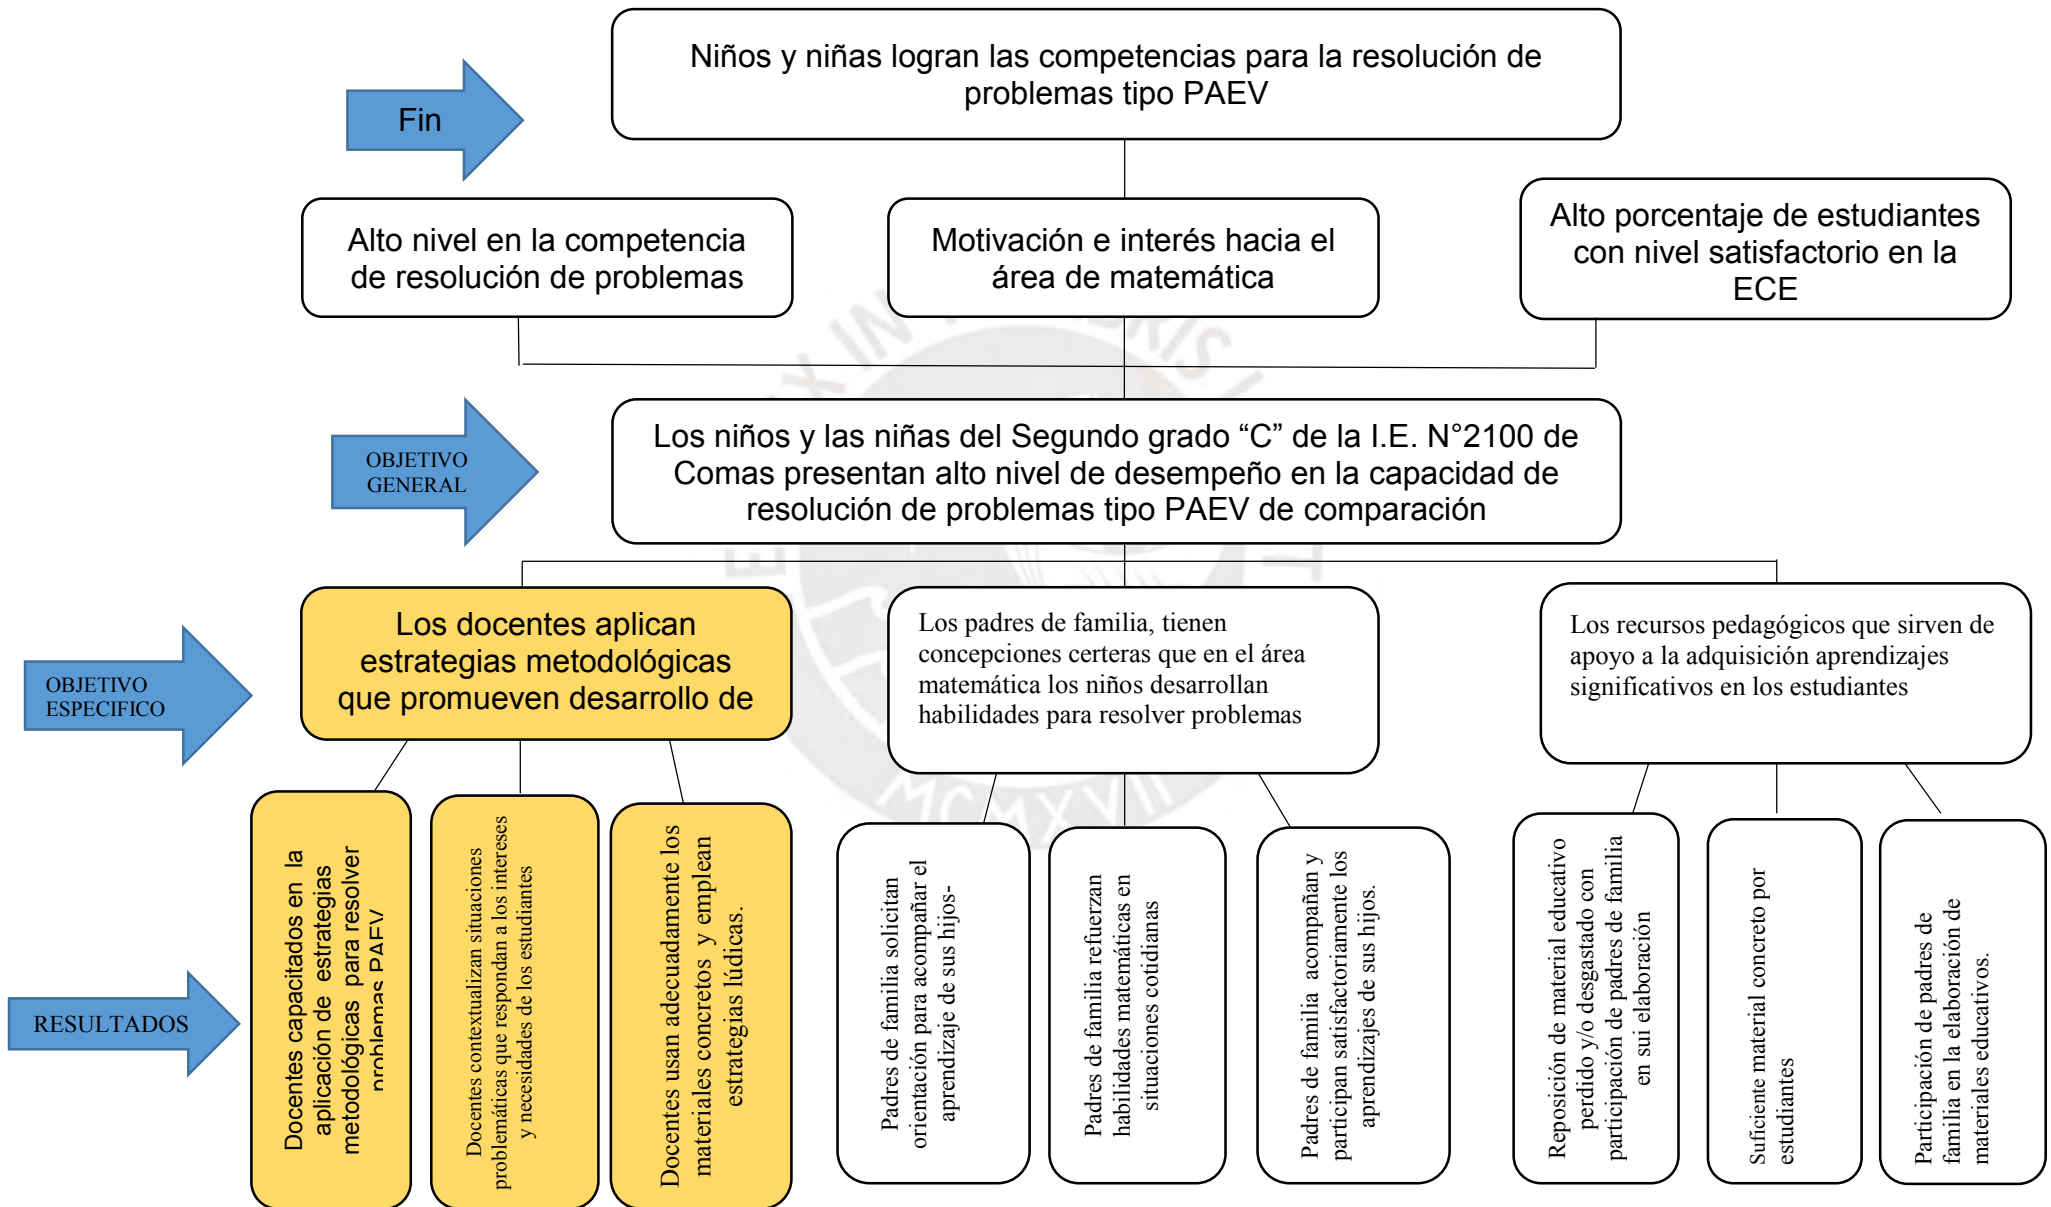 Niños y niñas logran las competencias para la resolución de
problemas tipo PAEV
Fin
Alto nivel en la competencia
de resolución de problemas
Motivación e interés hacia el
área de matemática
Alto porcentaje de estudiantes
con nivel satisfactorio en la
ECE
OBJETIVO
GENERAL
Los niños y las niñas del Segundo grado “C” de la I.E. N°2100 de
Comas presentan alto nivel de desempeño en la capacidad de
resolución de problemas tipo PAEV de comparación
OBJETIVO
ESPECIFICO
Los docentes aplican
estrategias metodológicas
que promueven desarrollo de
Los padres de familia, tienen
concepciones certeras que en el área
matemática los niños desarrollan
habilidades para resolver problemas
Los recursos pedagógicos que sirven de
apoyo a la adquisición aprendizajes
significativos en los estudiantes
RESULTADOS
Docentes capacitados en la
aplicación de estrategias
metodológicas para resolver
problemas PAEV
Docentes contextualizan situaciones
problemáticas que respondan a los intereses
y necesidades de los estudiantes
Docentes usan adecuadamente los
materiales concretos y emplean
estrategias lúdicas.
Padres de familia solicitan
orientación para acompañar el
aprendizaje de sus hijos-
Padres de familia refuerzan
habilidades matemáticas en
situaciones cotidianas
Padres de familia acompañan y
participan satisfactoriamente los
aprendizajes de sus hijos.
Reposición de material educativo
perdido y/o desgastado con
participación de padres de familia
en sui elaboración
Suficiente material concreto por
estudiantes
Participación de padres de
familia en la elaboración de
materiales educativos.
MCMXVII